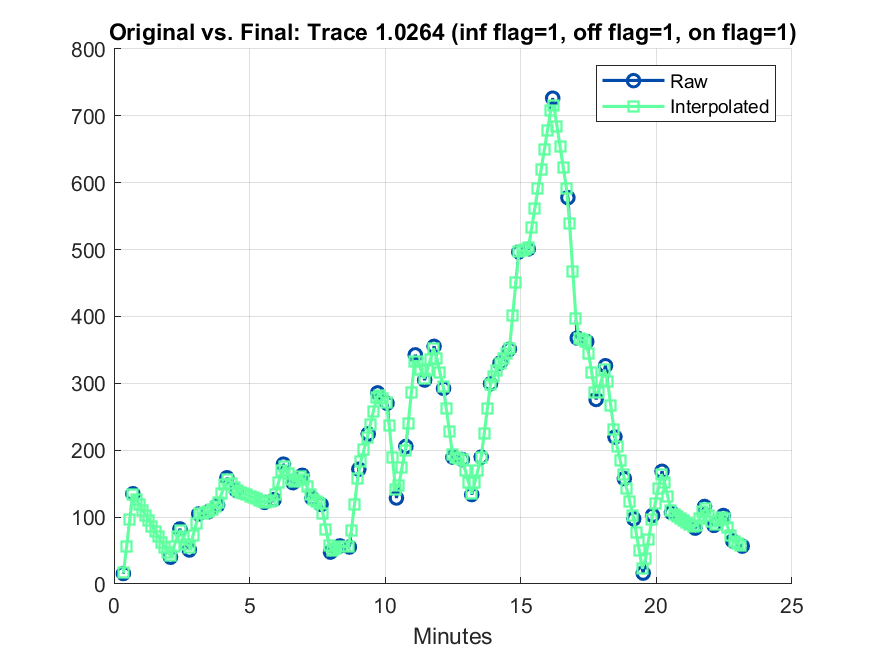 Original vs. Final: Trace 1.0264 (inf flag=1, off flag=1, on flag=1)
800
700
600
500
400
300
200
100
0
Raw
Interpolated
0 5 10 15 20 25
Minutes